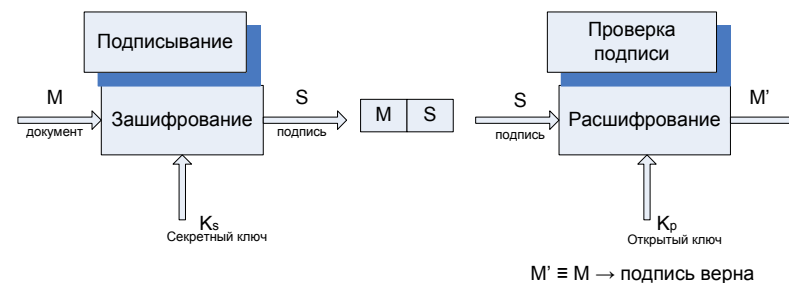 Подписывание
M
документ
Зашифрование
S
подпись
Ks
Секретный ключ
M S
Проверка
подписи
S
подпись
Расшифрование
M’
Kp
Открытый ключ
M’ ≡ M → подпись верна